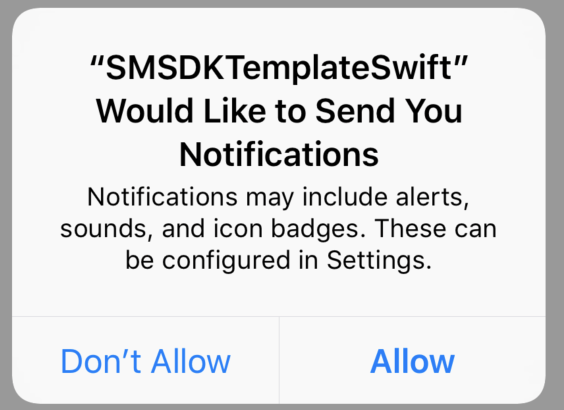 “SMSDKTemplateSwift”
Would Like to Send You
Notifications
Notifications may include alerts,
sounds, and icon badges. These can
be configured in Settings.
Don’t Allow
Allow